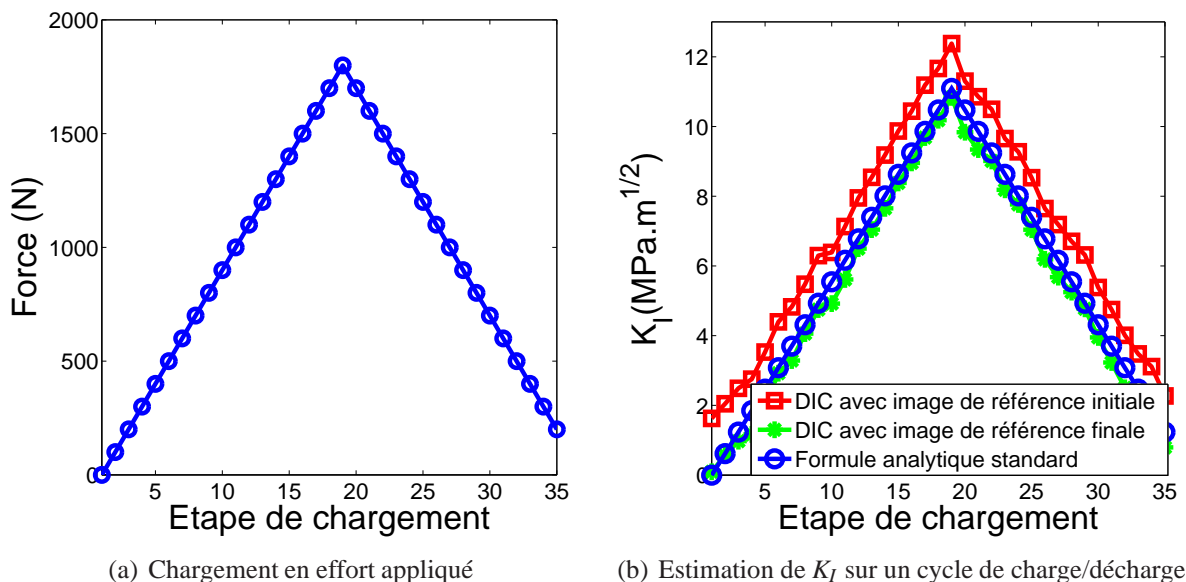 2000
1500
1000
500
0
5 10 15 20 25 30 35
Force (N)
Etape de chargement
(a) Chargement en effort appliqué
12
10
8
6
4
2
0
5 10 15 20 25 30 35
K_I(MPa.m^{1/2})
DIC avec image de référence initiale
DIC avec image de référence finale
Formule analytique standard
Etape de chargement
(b) Estimation de K_I sur un cycle de charge/décharge